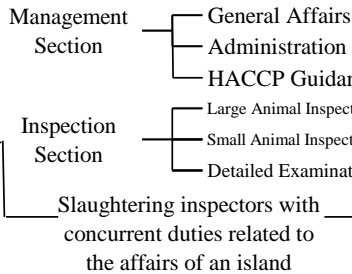 Management
Section
General Affairs
Administration
HACCP Guidan
Inspection
Section
Large Animal Inspect
Small Animal Inspect
Detailed Examinat
Slaughtering inspectors with
concurrent duties related to
the affairs of an island